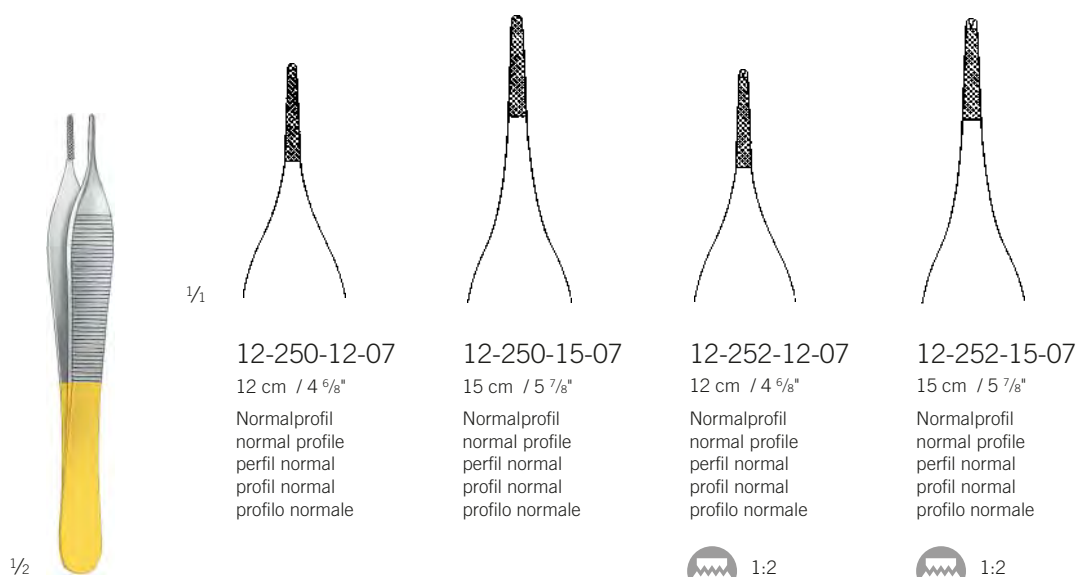 1/1
12-250-12-07
12 cm / 4 6/8"
Normalprofil
normal profile
perfil normal
profil normal
profilo normale
12-250-15-07
15 cm / 5 7/8"
Normalprofil
normal profile
perfil normal
profil normal
profilo normale
12-252-12-07
12 cm / 4 6/8"
Normalprofil
normal profile
perfil normal
profil normal
profilo normale
1:2
12-252-15-07
15 cm / 5 7/8"
Normalprofil
normal profile
perfil normal
profil normal
profilo normale
1:2
1/2